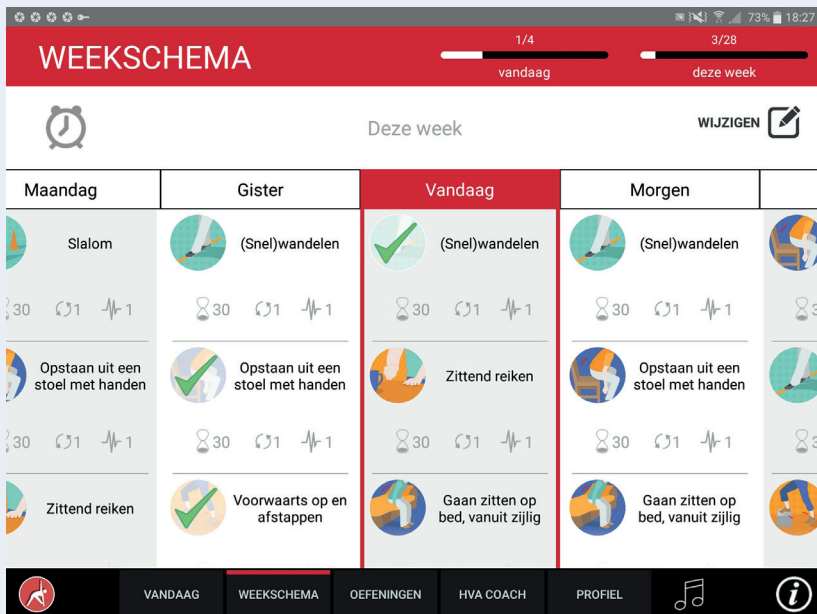 73% 18:27
WEEKSCHEMA
1/4
vandaag
3/28
deze week
Deze week
WIJZIGEN
Maandag
Gister
Vandaag
Morgen
Slalom
30 1 1
Opstaan uit een
stoel met handen
30 1 1
Zittend reiken
(Snel)wandelen
30 1 1
Opstaan uit een
stoel met handen
30 1 1
Voorwaarts op en
afstappen
(Snel)wandelen
30 1 1
Zittend reiken
30 1 1
Gaan zitten op
bed, vanuit zijlig
(Snel)wandelen
30 1 1
Opstaan uit een
stoel met handen
30 1 1
Gaan zitten op
bed, vanuit zijlig
VANDAAG
WEEKSCHEMA
OEFENINGEN
HVA COACH
PROFIEL